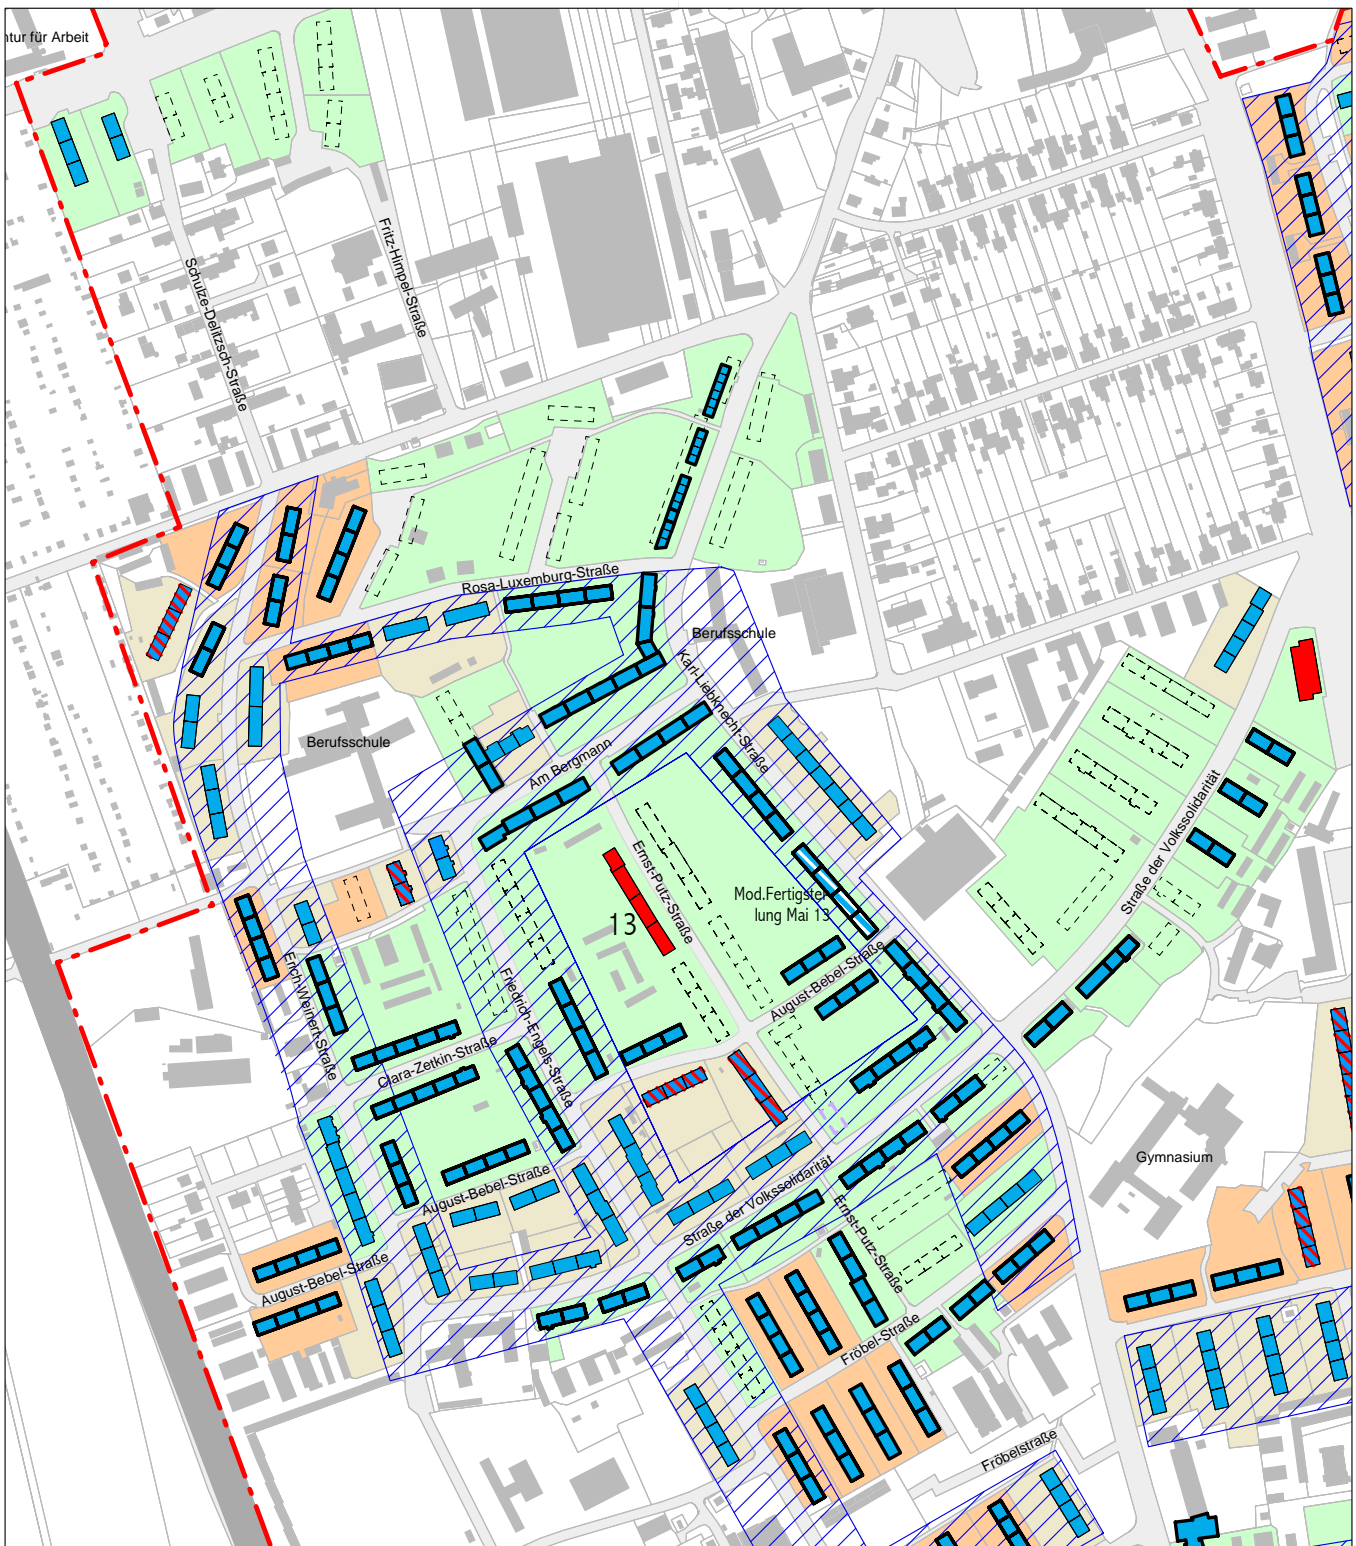 ntur für Arbeit
Schulze-Delitzsch-Straße
Fritz-Himpel-Straße
Rosa-Luxemburg-Straße
Berufsschule
Karl-Liebknecht-Straße
Berufsschule
Am Bergmann
Straße der Volkssolidarität
Ernst-Putz-Straße
Mod.Fertigstel
lung Mai 13
13
August-Bebel-Straße
Erich-Weinert-Straße
Friedrich-Engels-Straße
Clara-Zetkin-Straße
Gymnasium
August-Bebel-Straße
Straße der Volkssolidarität
Ernst-Putz-Straße
August-Bebel-Straße
Fröbel-Straße
Fröbelstraße